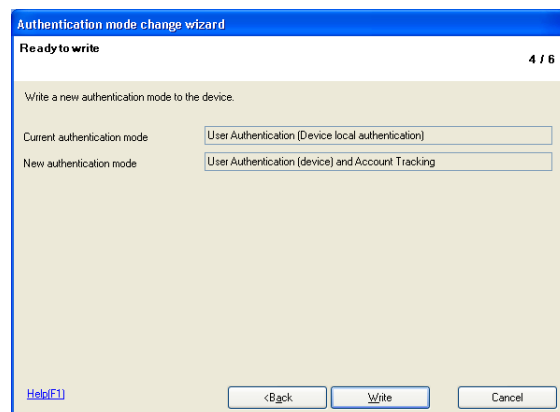 Authentication mode change wizard
Ready to write
4 / 6
Write a new authentication mode to the device.
Current authentication mode
User Authentication (Device local authentication)
New authentication mode
User Authentication (device) and Account Tracking
Help(F1)
<Back
Write
Cancel